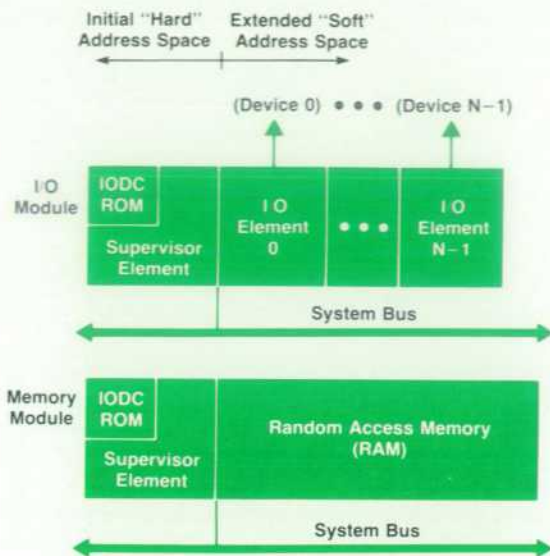 Initial “Hard”
Address Space
Extended “Soft”
Address Space
(Device 0) ● ● ● (Device N−1)
I/O
Module
IODC
ROM
Supervisor
Element
I O
Element
0
● ● ●
I O
Element
N−1
System Bus
Memory
Module
IODC
ROM
Supervisor
Element
Random Access Memory
(RAM)
System Bus